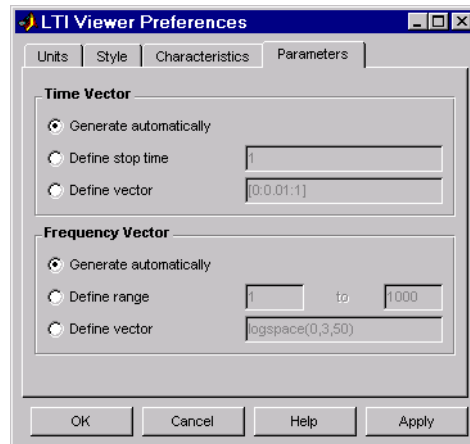 LTI Viewer Preferences
Units Style Characteristics Parameters
Time Vector
Generate automatically
Define stop time 1
Define vector [0:0.01:1]
Frequency Vector
Generate automatically
Define range 1 to 1000
Define vector logspace(0,3,50)
OK Cancel Help Apply